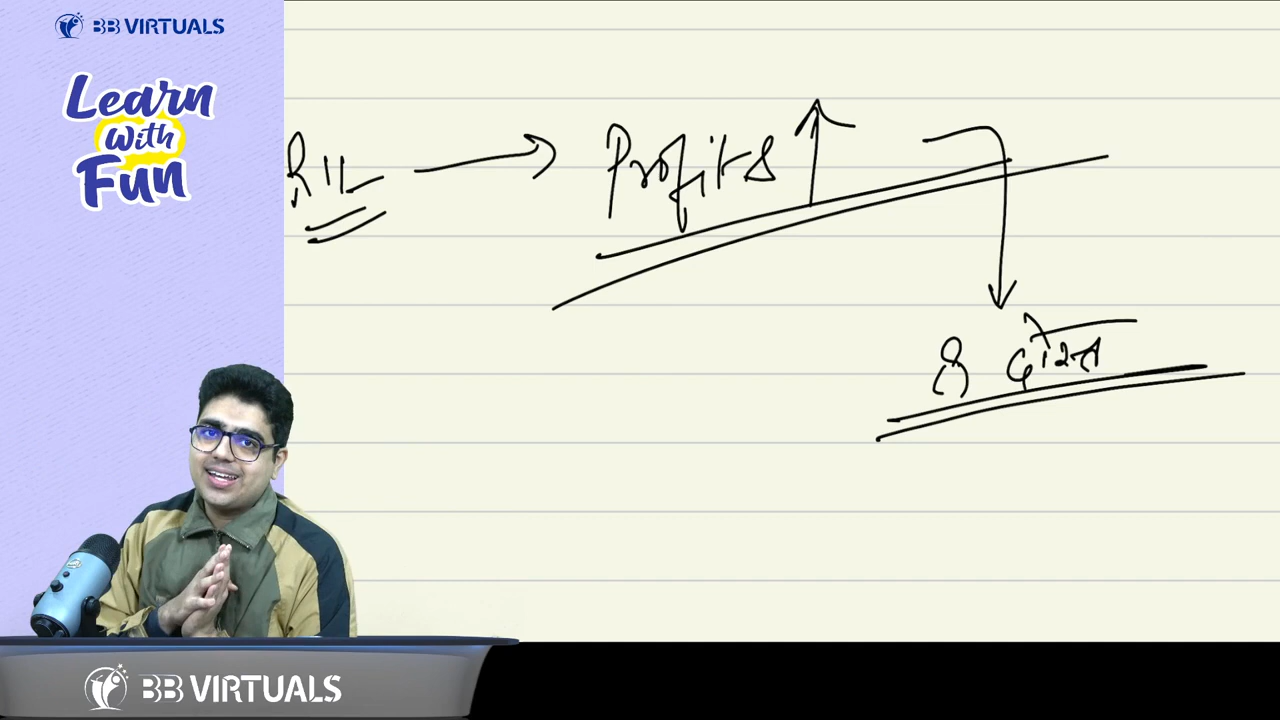 BB VIRTUALS
Learn
With
Fun
RIL → Profits ↑
BB VIRTUALS